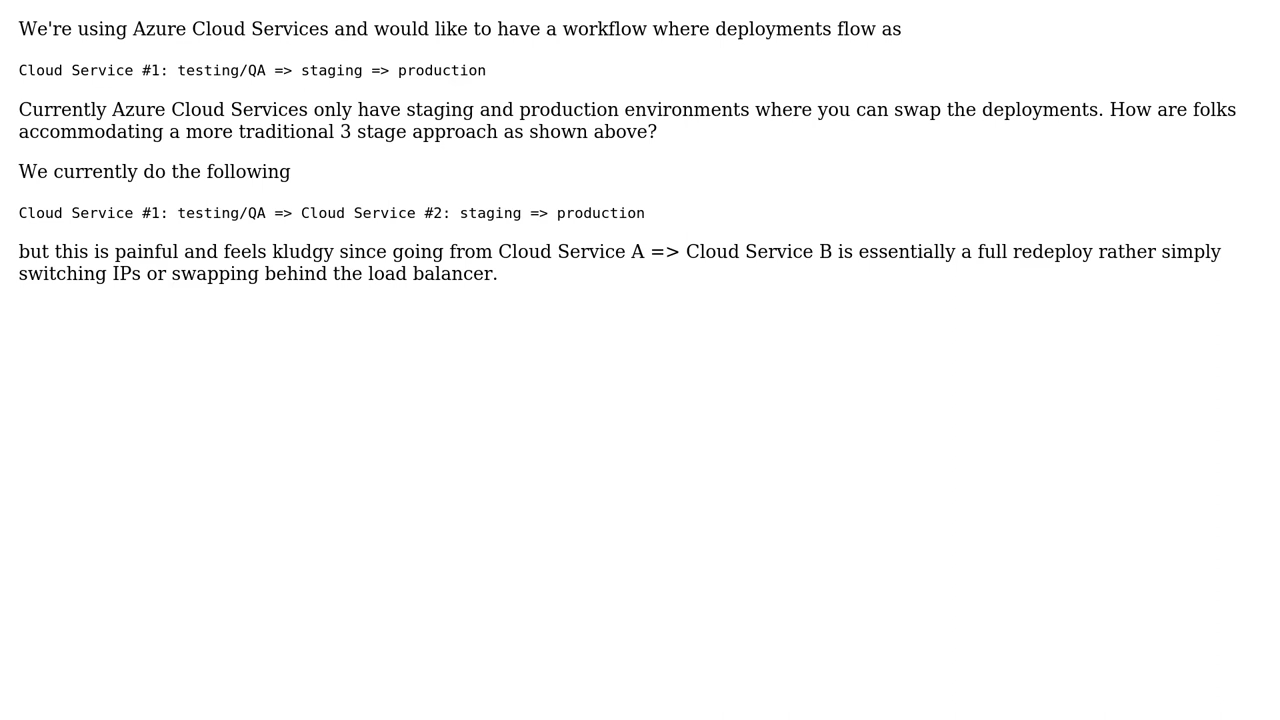 We're using Azure Cloud Services and would like to have a workflow where deployments flow as
Cloud Service #1: testing/QA => staging => production
Currently Azure Cloud Services only have staging and production environments where you can swap the deployments. How are folks
accommodating a more traditional 3 stage approach as shown above?
We currently do the following
Cloud Service #1: testing/QA => Cloud Service #2: staging => production
but this is painful and feels kludgy since going from Cloud Service A => Cloud Service B is essentially a full redeploy rather simply
switching IPs or swapping behind the load balancer.